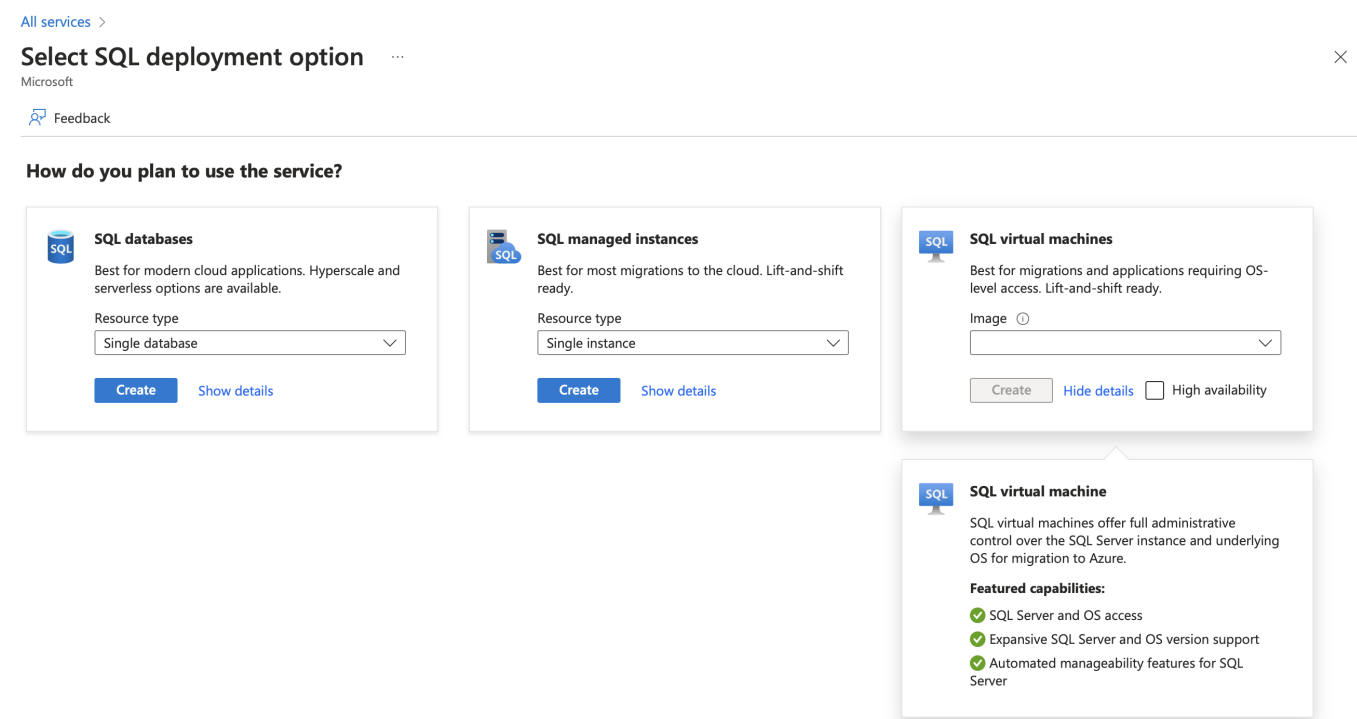 All services
Select SQL deployment option
Microsoft
Feedback
How do you plan to use the service?
SQL
SQL databases
Best for modern cloud applications. Hyperscale and
serverless options are available.
Resource type
Single database
Create
Show details
SQL
SQL managed instances
Best for most migrations to the cloud. Lift-and-shift
ready.
Resource type
Single instance
Create
Show details
SQL
SQL virtual machines
Best for migrations and applications requiring OS-
level access. Lift-and-shift ready.
Image
Create
Hide details
High availability
SQL
SQL virtual machine
SQL virtual machines offer full administrative
control over the SQL Server instance and underlying
OS for migration to Azure.
Featured capabilities:
SQL Server and OS access
Expansive SQL Server and OS version support
Automated manageability features for SQL
Server